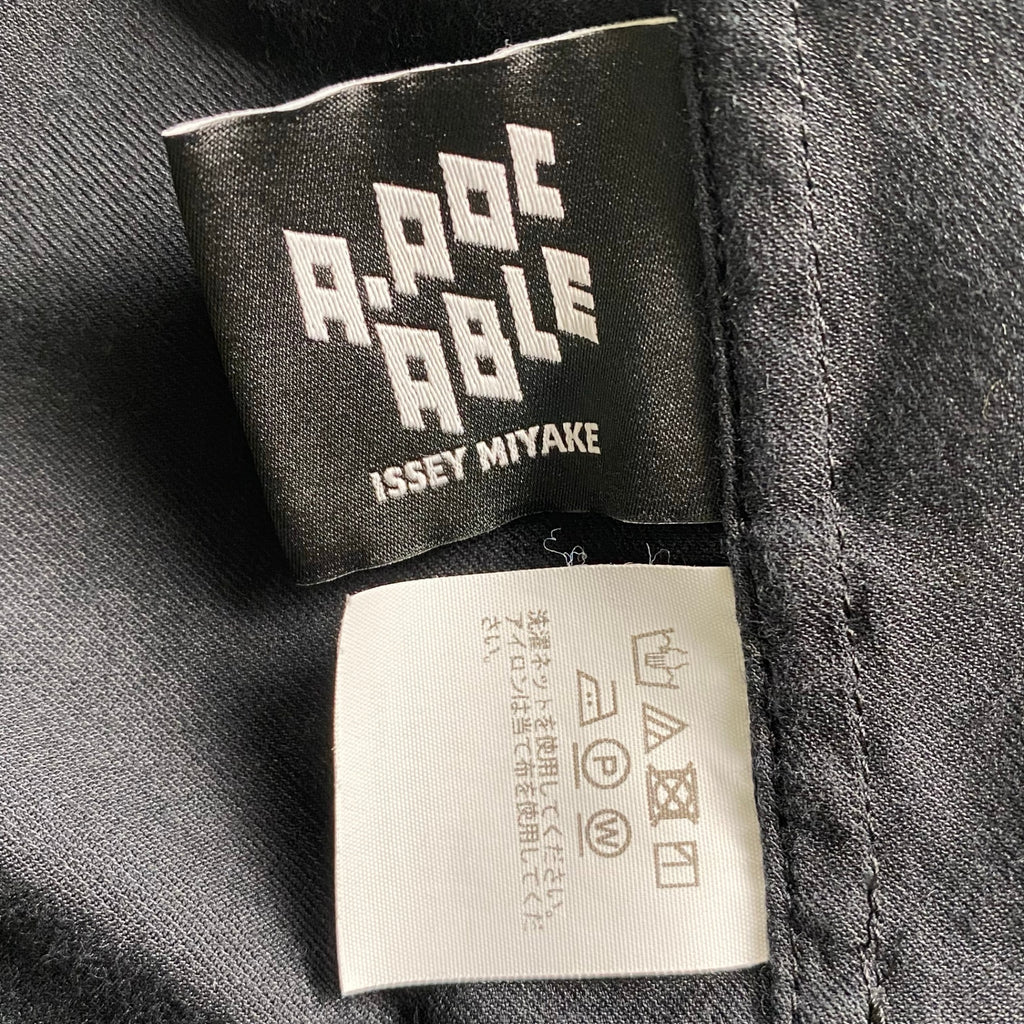 A.POC
ABLE
ISSEY MIYAKE
P
W
洗濯ネットを使用してください。
アイロンは当て布を使用してくだ
さい。